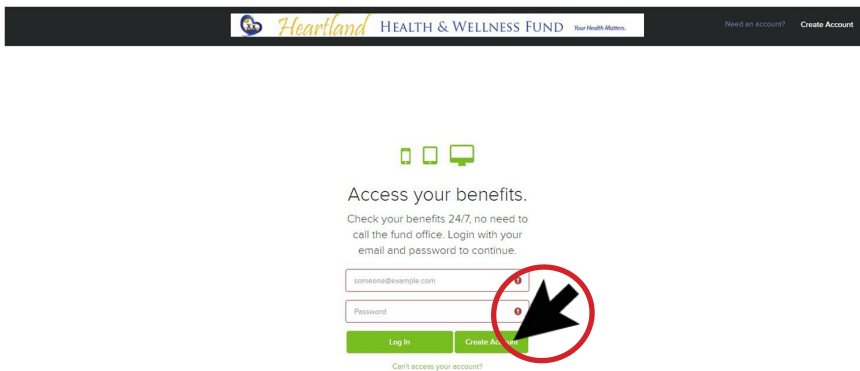 Heartland HEALTH & WELLNESS FUND Your Health Matters.
Need an account? Create Account
Access your benefits.
Check your benefits 24/7, no need to
call the fund office. Login with your
email and password to continue.
someone@example.com
Password
Log In
Create Account
Can't access your account?